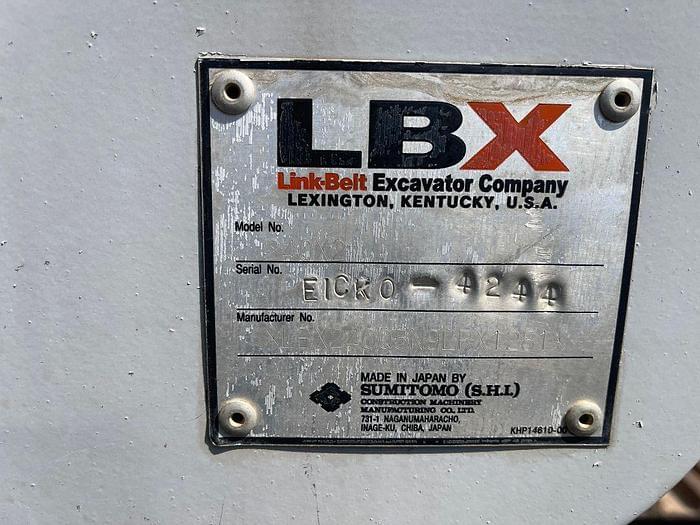 LBX
Link-Belt Excavator Company
LEXINGTON, KENTUCKY, U.S.A.
Model No.
Serial No.
EICK0 - 4244
Manufacturer No.
MADE IN JAPAN BY
SUMITOMO (S.H.I.)
CONSTRUCTION MACHINERY
MANUFACTURING CO., LTD.
731-1 NAGANUMAHARACHO,
INAGE-KU, CHIBA, JAPAN
KHP14610-00